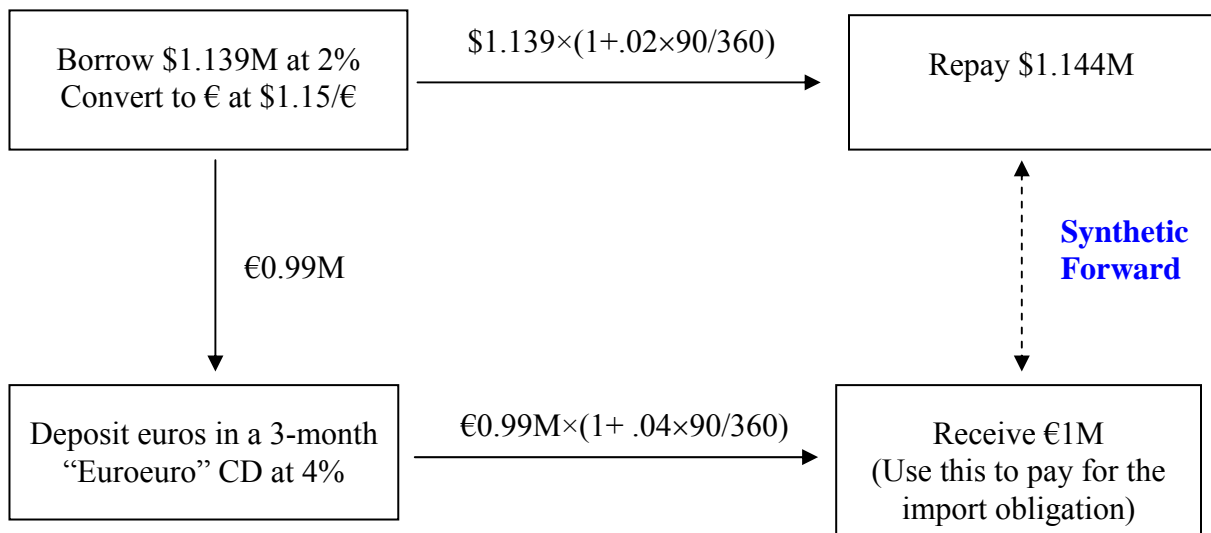 Borrow $1.139M at 2%
Convert to € at $1.15/€
$1.139×(1+.02×90/360)
Repay $1.144M
€0.99M
Synthetic
Forward
Deposit euros in a 3-month
“Euroeuro” CD at 4%
€0.99M×(1+ .04×90/360)
Receive €1M
(Use this to pay for the
import obligation)